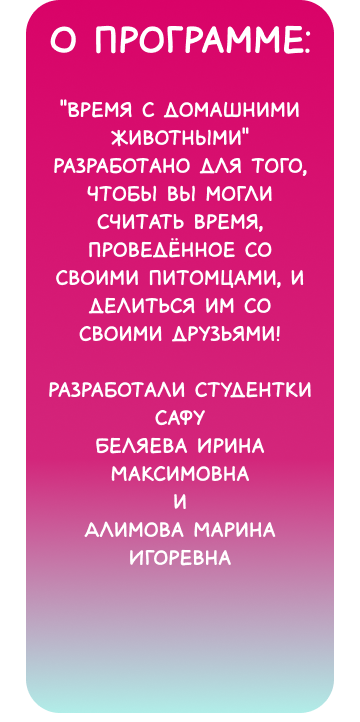 О ПРОГРАММЕ:
"ВРЕМЯ С ДОМАШНИМИ
ЖИВОТНЫМИ"
РАЗРАБОТАНО ДЛЯ ТОГО,
ЧТОБЫ ВЫ МОГЛИ
СЧИТАТЬ ВРЕМЯ,
ПРОВЕДЁННОЕ СО
СВОИМИ ПИТОМЦАМИ, И
ДЕЛИТЬСЯ ИМ СО
СВОИМИ ДРУЗЬЯМИ!
РАЗРАБОТАЛИ СТУДЕНТКИ
САФУ
БЕЛЯЕВА ИРИНА
МАКСИМОВНА
И
АЛИМОВА МАРИНА
ИГОРЕВНА